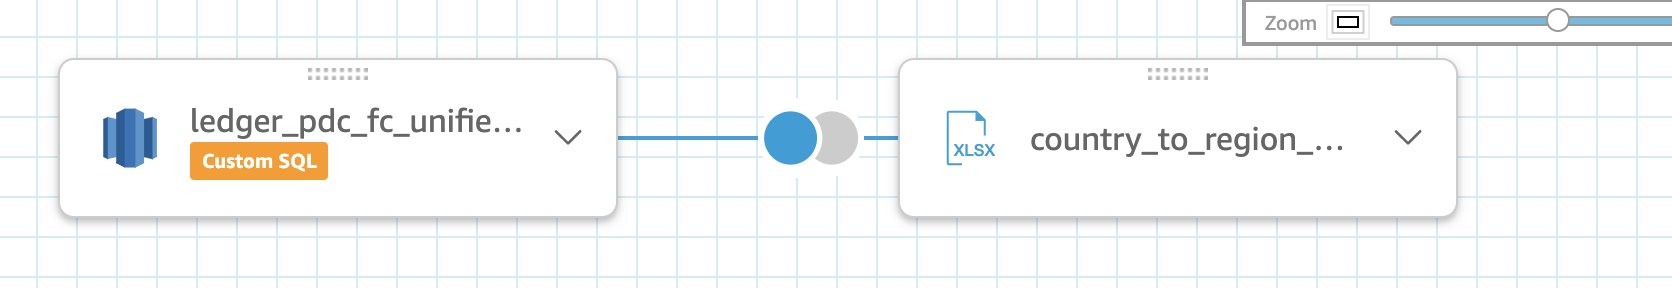 Zoom
ledger_pdc_fc_unifie...
Custom SQL
XLSX
country_to_region_...